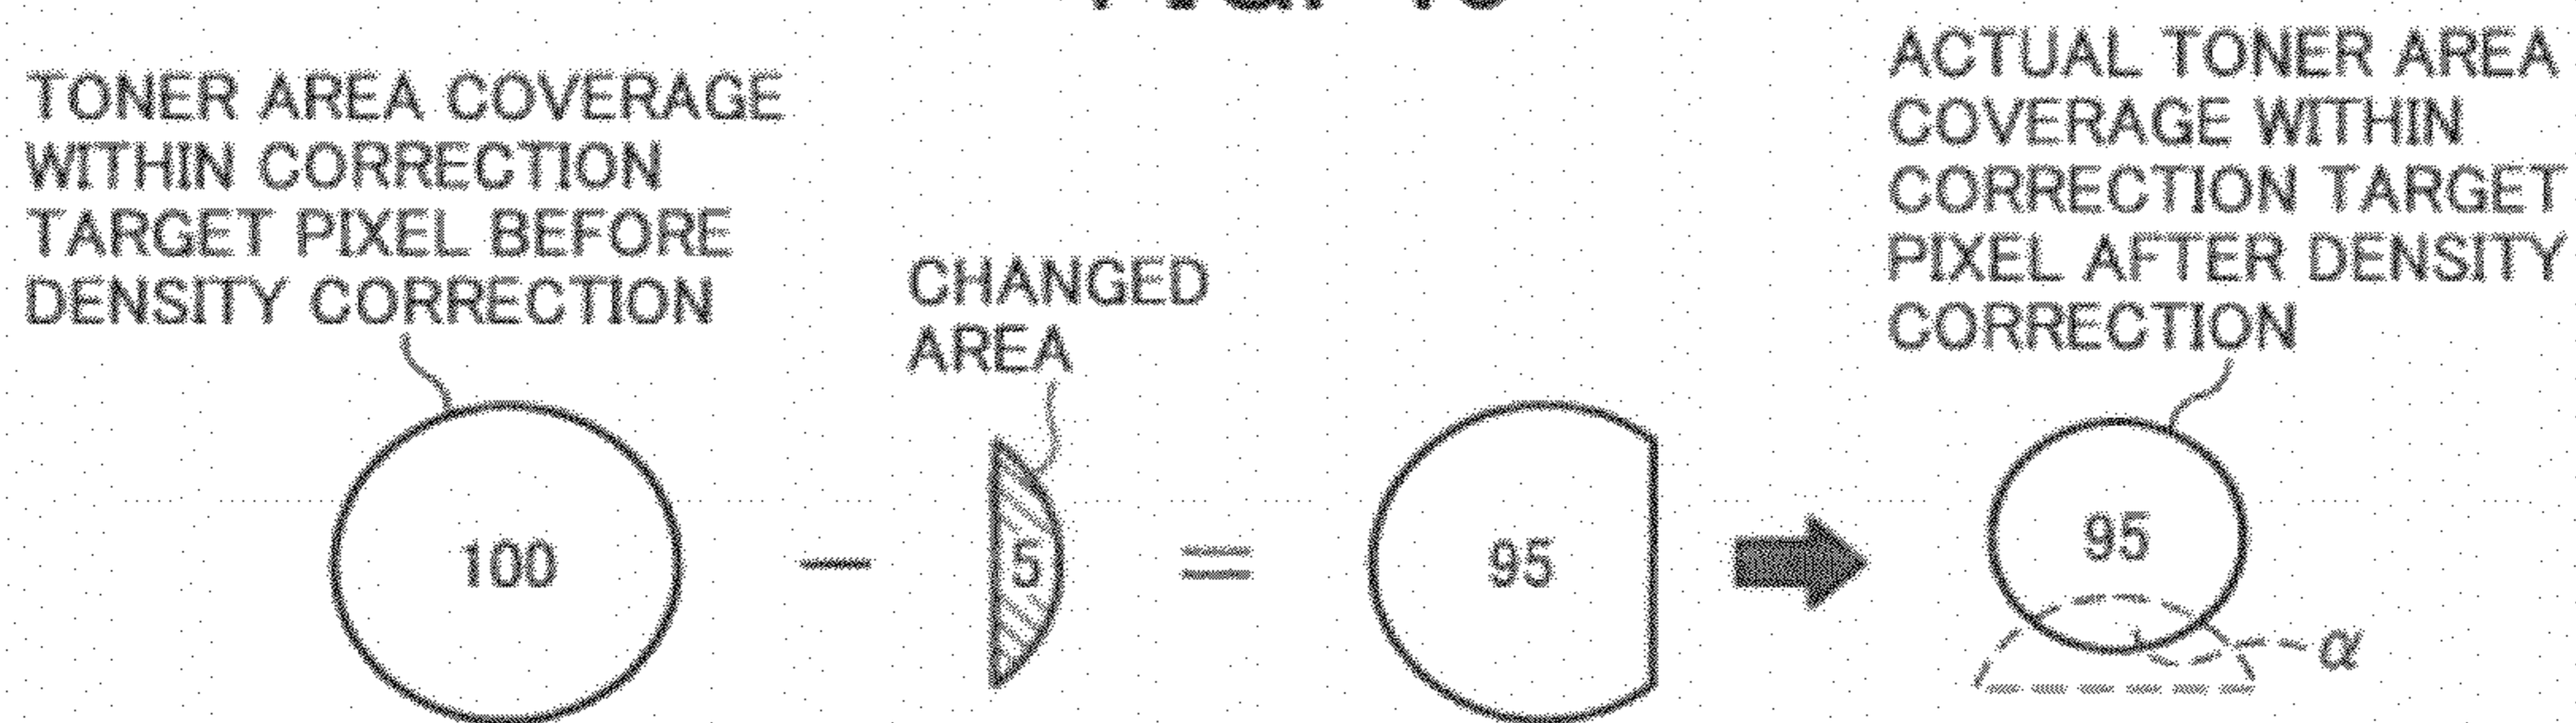 TONER AREA COVERAGE
WITHIN CORRECTION
TARGET PIXEL BEFORE
DENSITY CORRECTION
CHANGED
AREA
ACTUAL TONER AREA
COVERAGE WITHIN
CORRECTION TARGET
PIXEL AFTER DENSITY
CORRECTION
100 − 5 = 95 95
α